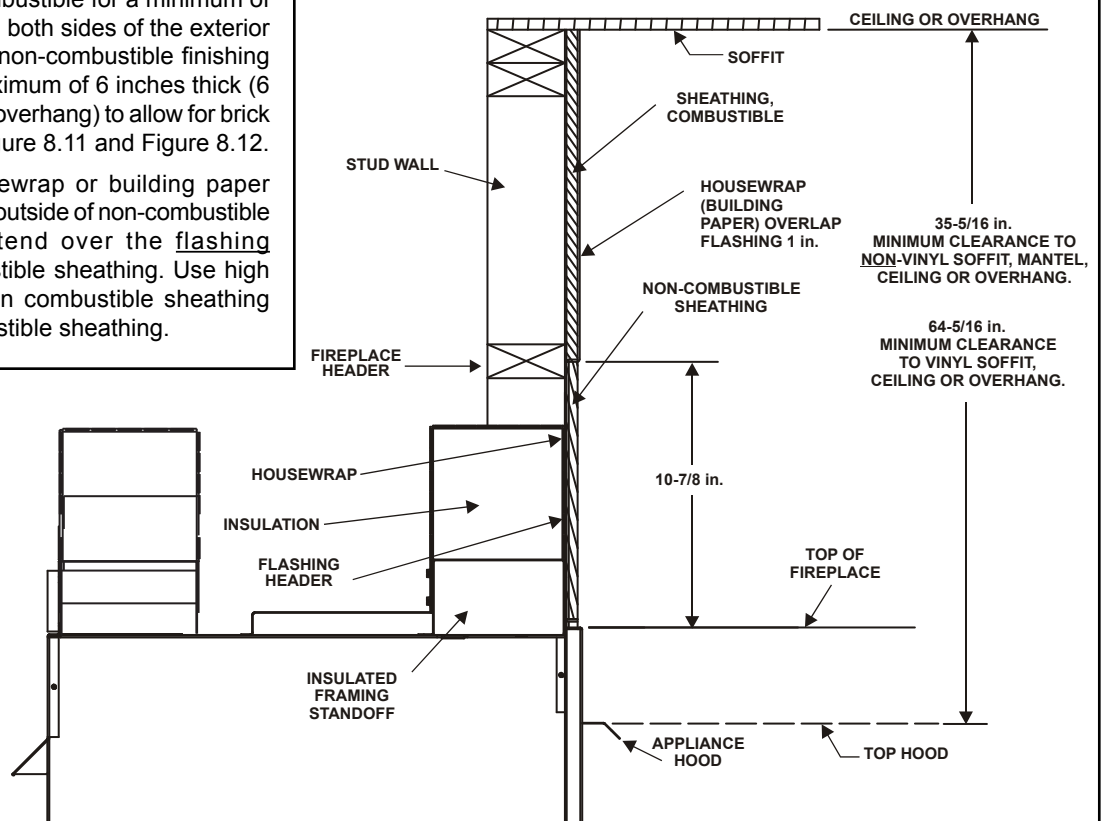 bustible for a minimum of
both sides of the exterior
non-combustible finishing
ximum of 6 inches thick (6
overhang) to allow for brick
ure 8.11 and Figure 8.12.
ewrap or building paper
outside of non-combustible
tend over the flashing
stible sheathing. Use high
n combustible sheathing
stible sheathing.
CEILING OR OVERHANG
SOFFIT
SHEATHING,
COMBUSTIBLE
STUD WALL
HOUSEWRAP
(BUILDING
PAPER) OVERLAP
FLASHING 1 in.
35-5/16 in.
MINIMUM CLEARANCE TO
NON-VINYL SOFFIT, MANTEL,
CEILING OR OVERHANG.
NON-COMBUSTIBLE
SHEATHING
64-5/16 in.
MINIMUM CLEARANCE
TO VINYL SOFFIT,
CEILING OR OVERHANG.
FIREPLACE
HEADER
HOUSEWRAP
10-7/8 in.
INSULATION
FLASHING
HEADER
TOP OF
FIREPLACE
INSULATED
FRAMING
STANDOFF
APPLIANCE
HOOD
TOP HOOD